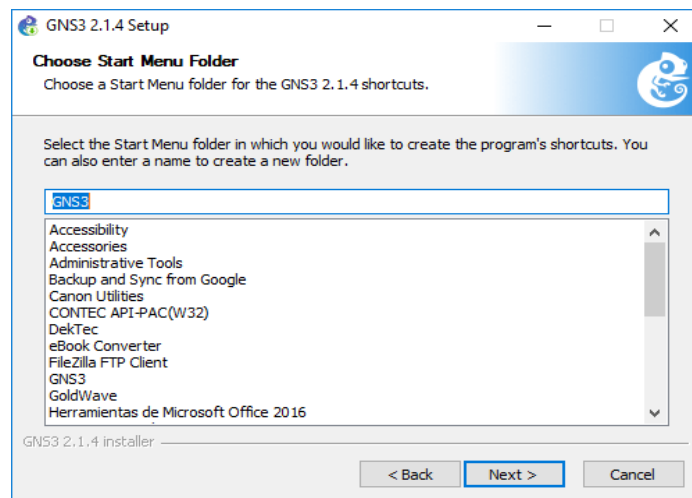 GNS3 2.1.4 Setup
Choose Start Menu Folder
Choose a Start Menu folder for the GNS3 2.1.4 shortcuts.
Select the Start Menu folder in which you would like to create the program's shortcuts. You
can also enter a name to create a new folder.
GNS3
Accessibility
Accessories
Administrative Tools
Backup and Sync from Google
Canon Utilities
CONTEC API-PAC(W32)
DekTec
eBook Converter
FileZilla FTP Client
GNS3
GoldWave
Herramientas de Microsoft Office 2016
GNS3 2.1.4 installer
< Back Next > Cancel